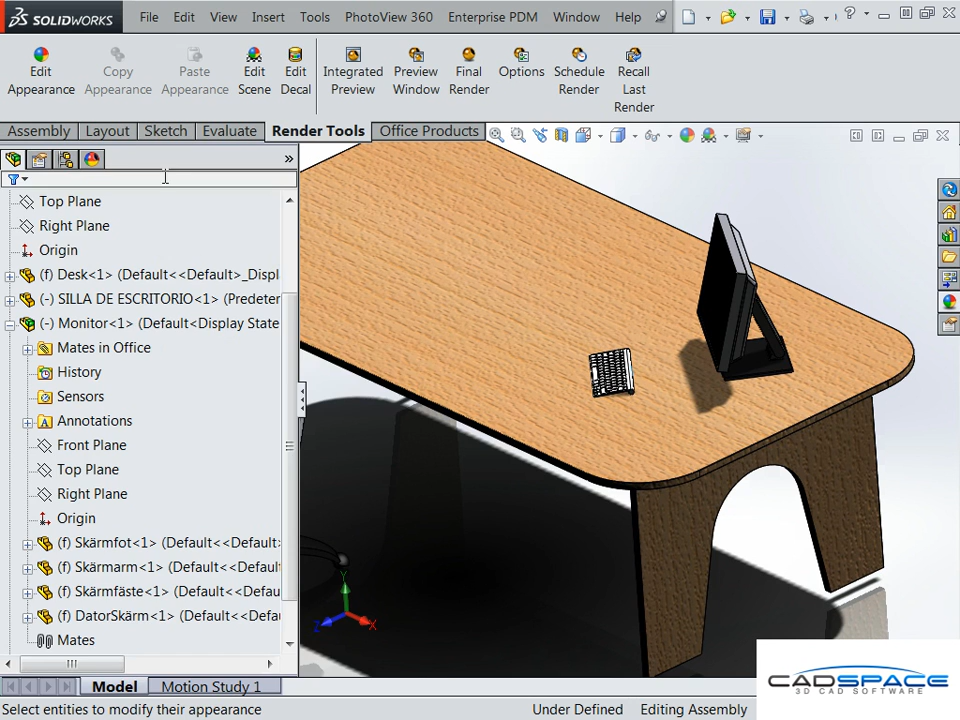 SOLIDWORKS
File Edit View Insert Tools PhotoView 360 Enterprise PDM Window Help
Edit Appearance
Copy Appearance
Paste Appearance
Edit Scene
Edit Decal
Integrated Preview
Preview Window
Final Render
Options
Schedule Render
Recall Last Render
Assembly Layout Sketch Evaluate Render Tools Office Products
Top Plane
Right Plane
Origin
(f) Desk<1> (Default<<Default>_Displ
(-) SILLA DE ESCRITORIO<1> (Predeter
(-) Monitor<1> (Default<Display State
Mates in Office
History
Sensors
Annotations
Front Plane
Top Plane
Right Plane
Origin
(f) Skärmfot<1> (Default<<Default>
(f) Skärmarm<1> (Default<<Defau
(f) Skärmfäste<1> (Default<<Defau
(f) DatorSkärm<1> (Default<<Defau
Mates
Y
Z X
Model Motion Study 1
Select entities to modify their appearance Under Defined Editing Assembly
CADSPACE
3D CAD SOFTWARE